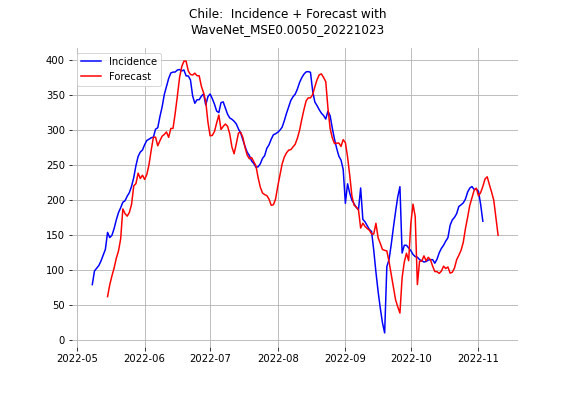 Chile:  Incidence + Forecast with
WaveNet_MSE0.0050_20221023
Incidence
Forecast
400
350
300
250
200
150
100
50
0
2022-05 2022-06 2022-07 2022-08 2022-09 2022-10 2022-11